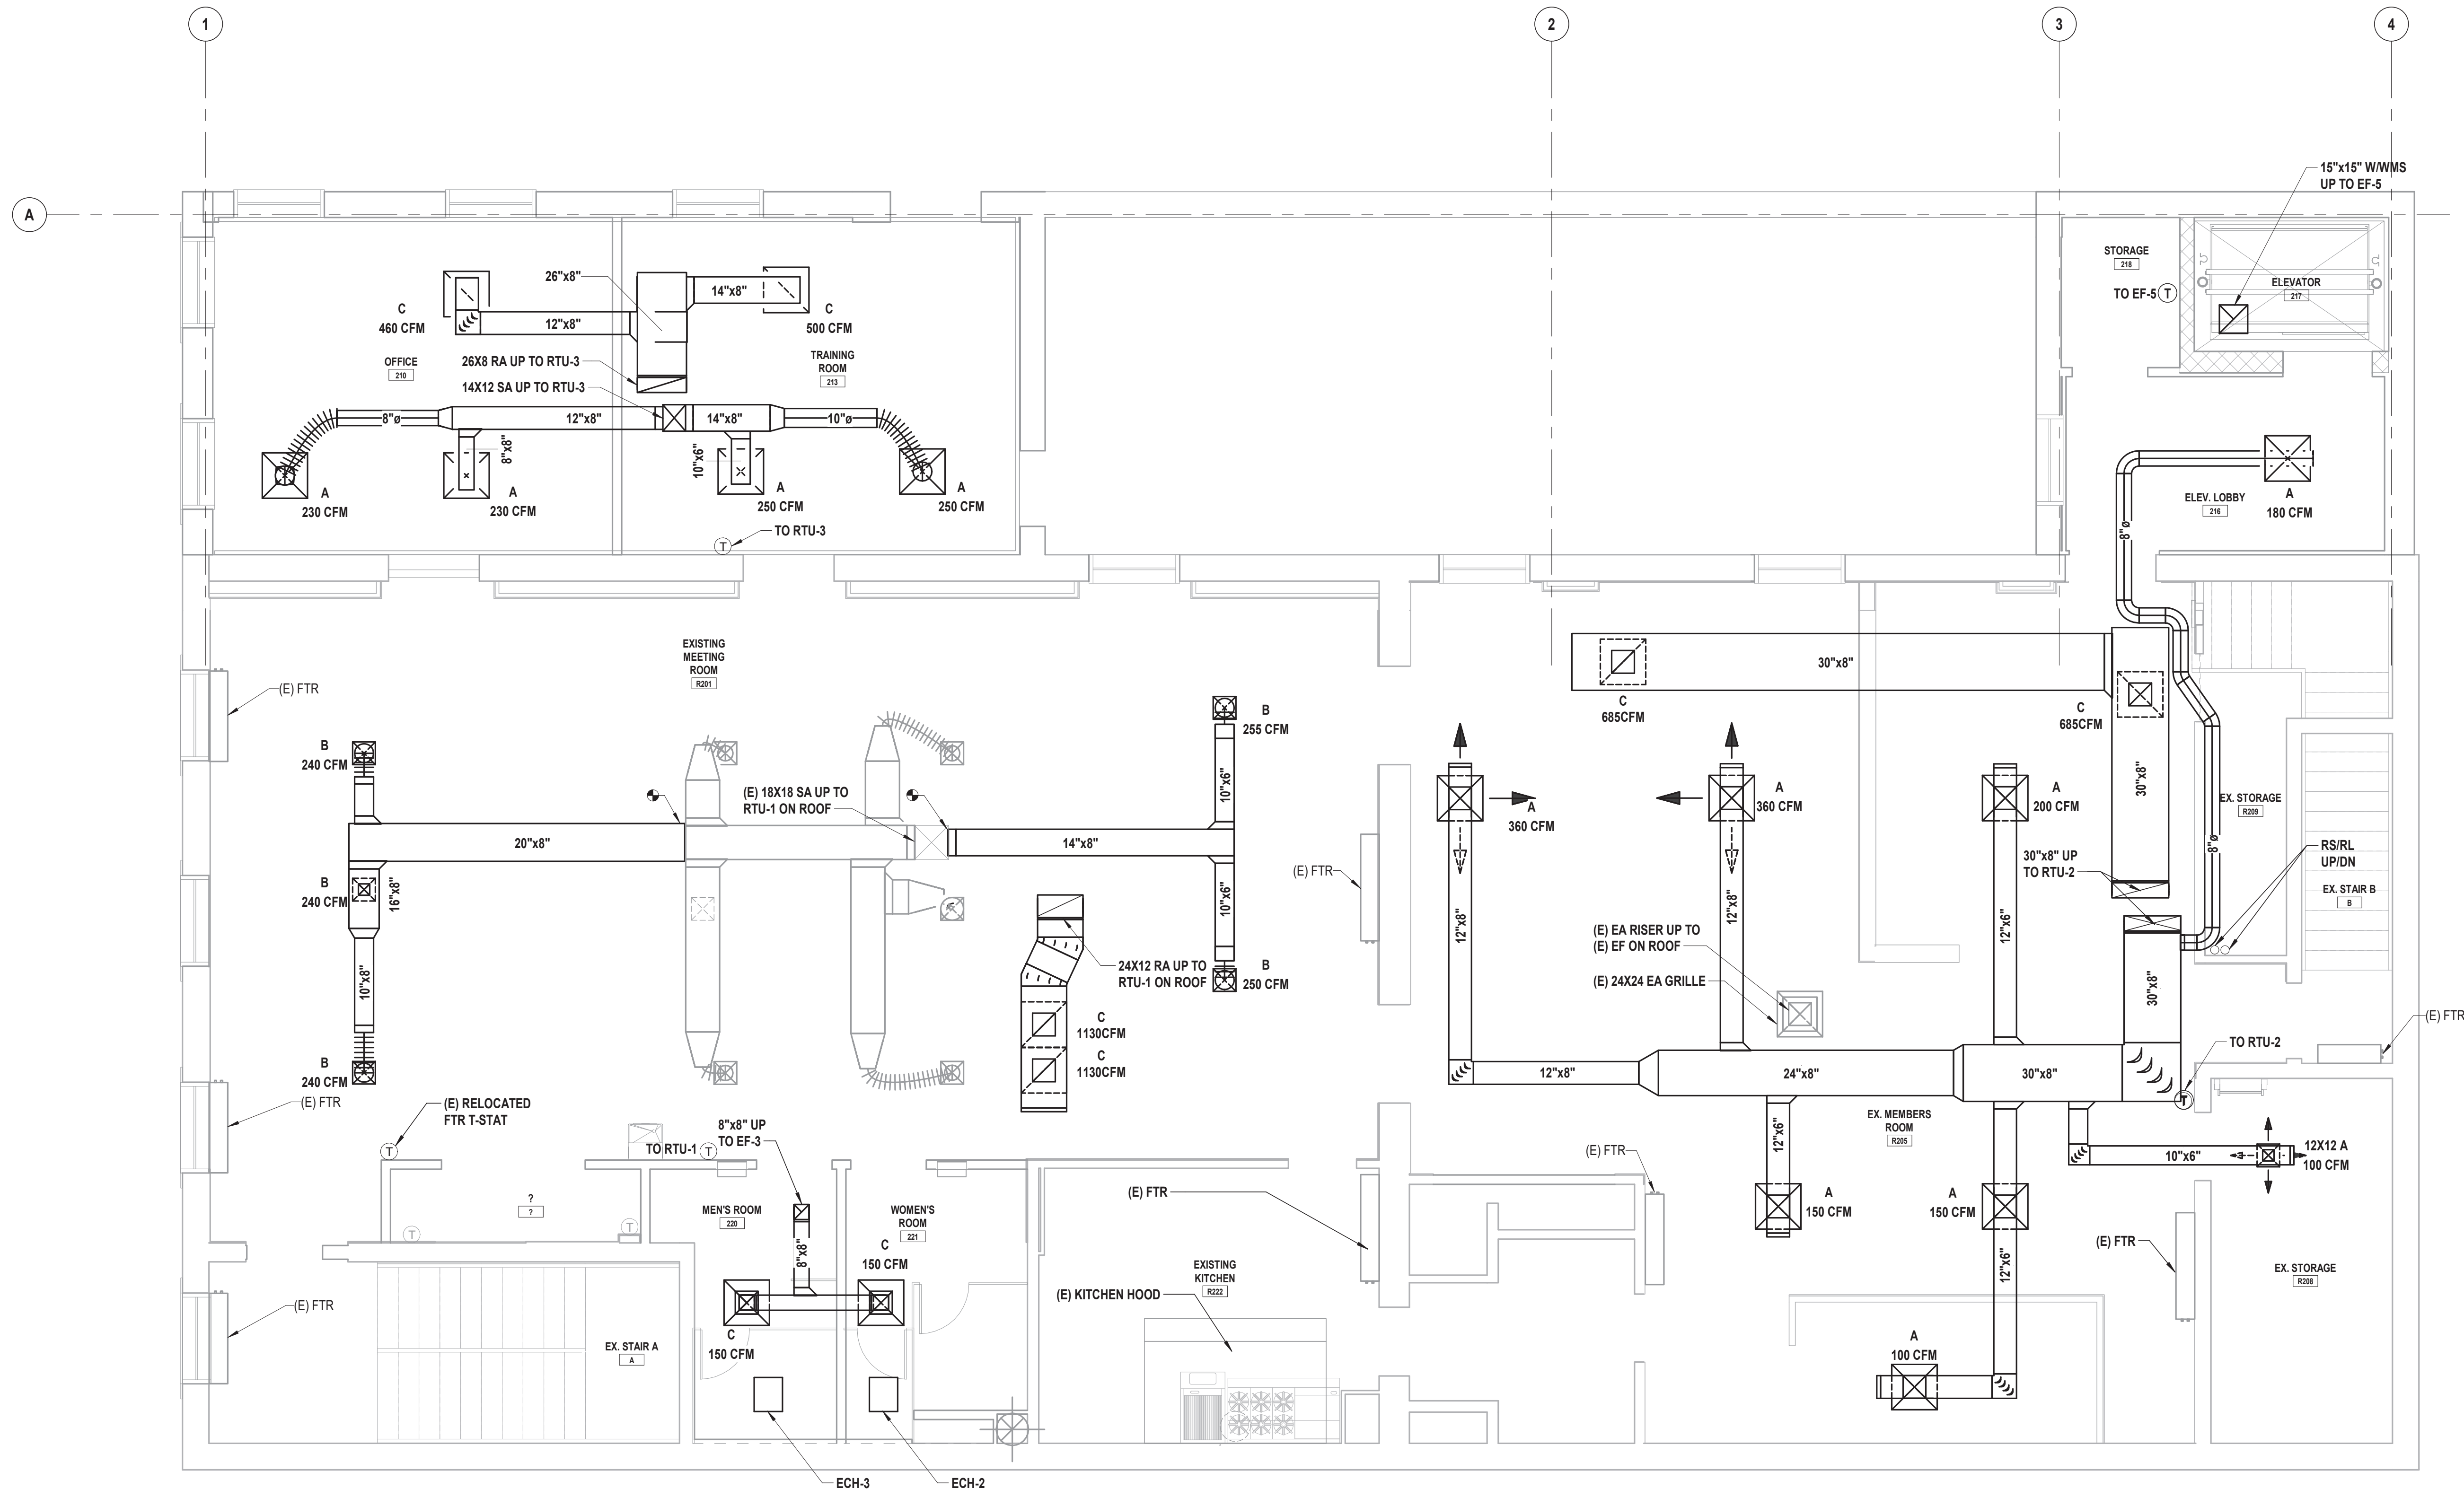 1
2
3
4
A
15"x15" W/WMS
UP TO EF-5
STORAGE
218
TO EF-5
T
ELEVATOR
217
26"x8"
14"x8"
C
460 CFM
12"x8"
C
500 CFM
OFFICE
210
26X8 RA UP TO RTU-3
14X12 SA UP TO RTU-3
TRAINING
ROOM
213
8"ø
12"x8"
14"x8"
10"ø
8"x8"
10"x6"
A
230 CFM
A
230 CFM
A
250 CFM
A
250 CFM
TO RTU-3
T
ELEV. LOBBY
216
A
180 CFM
8"ø
EXISTING
MEETING
ROOM
R201
(E) FTR
30"x8"
C
685CFM
C
685CFM
B
240 CFM
B
255 CFM
(E) 18X18 SA UP TO
RTU-1 ON ROOF
10"x6"
20"x8"
14"x8"
A
360 CFM
A
360 CFM
A
200 CFM
30"x8"
EX. STORAGE
R209
8"ø
RS/RL
UP/DN
30"x8" UP
TO RTU-2
EX. STAIR B
B
(E) FTR
B
240 CFM
16"x8"
10"x6"
12"x8"
12"x8"
12"x6"
10"x8"
24X12 RA UP TO
RTU-1 ON ROOF
B
250 CFM
(E) EA RISER UP TO
(E) EF ON ROOF
(E) 24X24 EA GRILLE
30"x8"
C
1130CFM
C
1130CFM
(E) FTR
TO RTU-2
T
B
240 CFM
12"x8"
24"x8"
30"x8"
(E) FTR
(E) RELOCATED
FTR T-STAT
T
8"x8" UP
TO EF-3
TO RTU-1
T
EX. MEMBERS
ROOM
R205
12"x6"
(E) FTR
10"x6"
12X12 A
100 CFM
?
?
T
T
MEN'S ROOM
220
WOMEN'S
ROOM
221
(E) FTR
A
150 CFM
A
150 CFM
8"x8"
C
150 CFM
EXISTING
KITCHEN
R222
(E) FTR
12"x6"
EX. STORAGE
R208
(E) KITCHEN HOOD
(E) FTR
EX. STAIR A
A
C
150 CFM
A
100 CFM
ECH-3
ECH-2